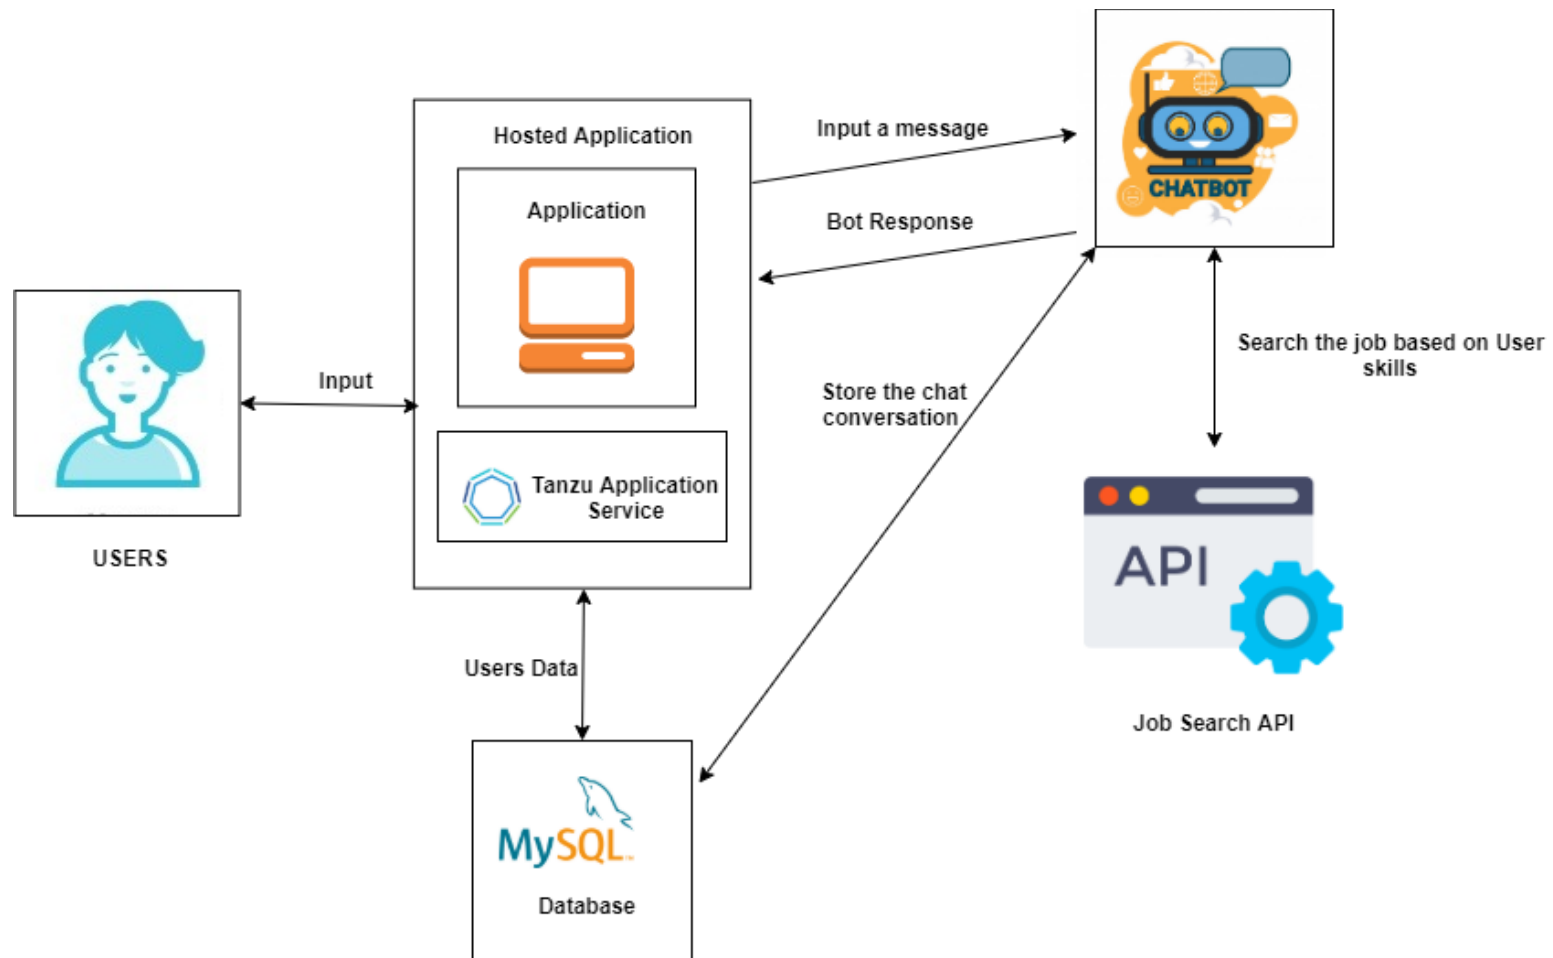 Hosted Application
Application
Tanzu Application
Service
Input a message
Bot Response
CHATBOT
Input
USERS
Store the chat
conversation
Search the job based on User
skills
API
Job Search API
Users Data
MySQL
Database